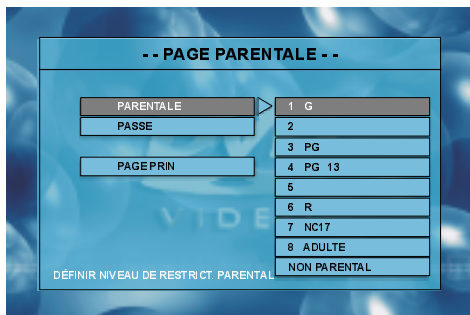 - - PAGE PARENTALE - -
PARENTALE
PASSE
PAGE PRIN
1 G
2
3 PG
4 PG 13
5
6 R
7 NC17
8 ADULTE
NON PARENTAL
VIDE
DÉFINIR NIVEAU DE RESTRICT. PARENTAL